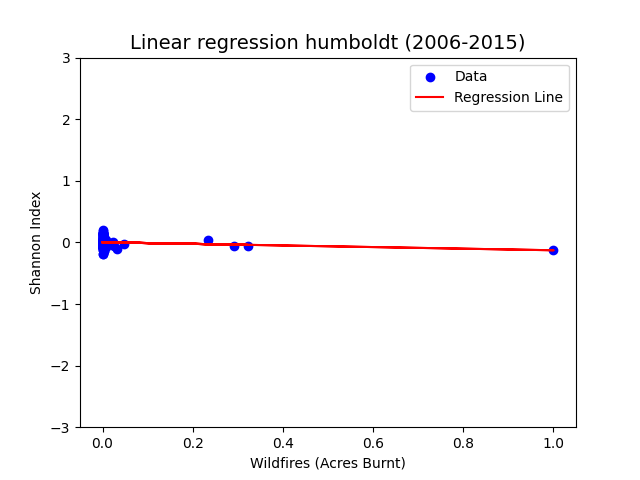 Linear regression humboldt (2006-2015)
Data
Regression Line
3
2
1
0
−1
−2
−3
Shannon Index
0.0 0.2 0.4 0.6 0.8 1.0
Wildfires (Acres Burnt)